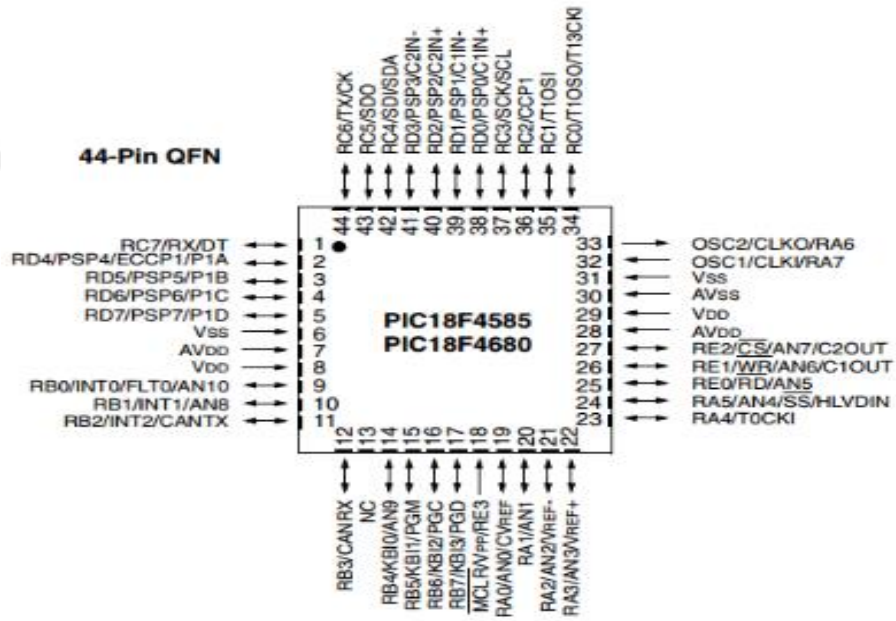 44-Pin QFN
RC6/TX/CK
RC5/SDO
RC4/SDI/SDA
RD3/PSP3/C2IN-
RD2/PSP2/C2IN+
RD1/PSP1/C1IN-
RD0/PSP0/C1IN+
RC3/SCK/SCL
RC2/CCP1
RC1/T1OSI
RC0/T1OSO/T13CKI
44
43
42
41
40
39
38
37
36
35
34
RC7/RX/DT 1
RD4/PSP4/ECCP1/P1A 2
RD5/PSP5/P1B 3
RD6/PSP6/P1C 4
RD7/PSP7/P1D 5
VSS 6
AVDD 7
VDD 8
RB0/INT0/FLT0/AN10 9
RB1/INT1/AN8 10
RB2/INT2/CANTX 11
PIC18F4585
PIC18F4680
33 OSC2/CLKO/RA6
32 OSC1/CLKI/RA7
31 VSS
30 AVSS
29 VDD
28 AVDD
27 RE2/CS/AN7/C2OUT
26 RE1/WR/AN6/C1OUT
25 RE0/RD/AN5
24 RA5/AN4/SS/HLVDIN
23 RA4/T0CKI
12
13
14
15
16
17
18
19
20
21
22
RB3/CANRX
NC
RB4/KBI0/AN9
RB5/KBI1/PGM
RB6/KBI2/PGC
RB7/KBI3/PGD
MCLR/VPP/RE3
RA0/AN0/CVREF
RA1/AN1
RA2/AN2/VREF-
RA3/AN3/VREF+